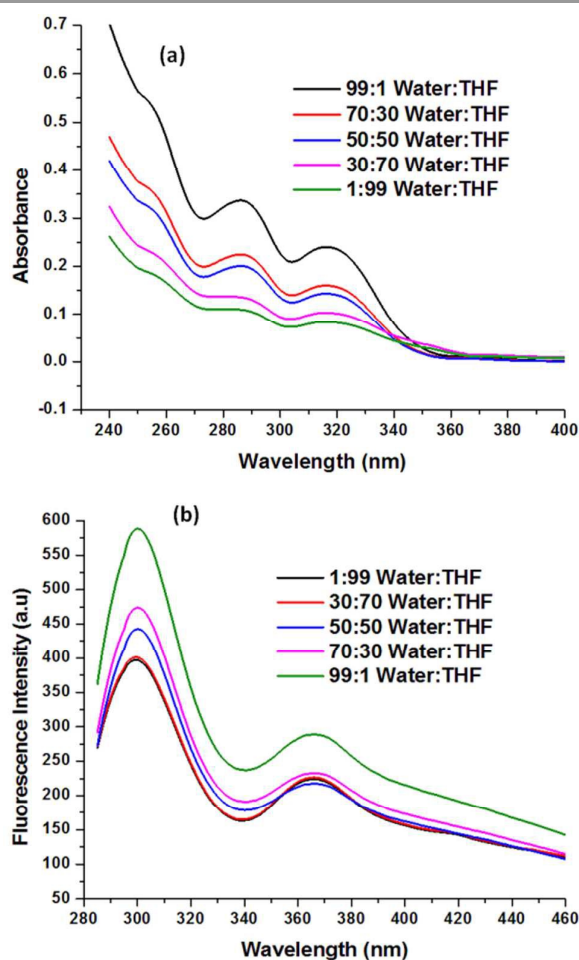 0.7
0.6
0.5
0.4
0.3
0.2
0.1
0.0
-0.1
Absorbance
(a)
99:1 Water:THF
70:30 Water:THF
50:50 Water:THF
30:70 Water:THF
1:99 Water:THF
240 260 280 300 320 340 360 380 400
Wavelength (nm)
600
550
500
450
400
350
300
250
200
150
100
50
Fluorescence Intensity (a.u)
(b)
1:99 Water:THF
30:70 Water:THF
50:50 Water:THF
70:30 Water:THF
99:1 Water:THF
280 300 320 340 360 380 400 420 440 460
Wavelength (nm)